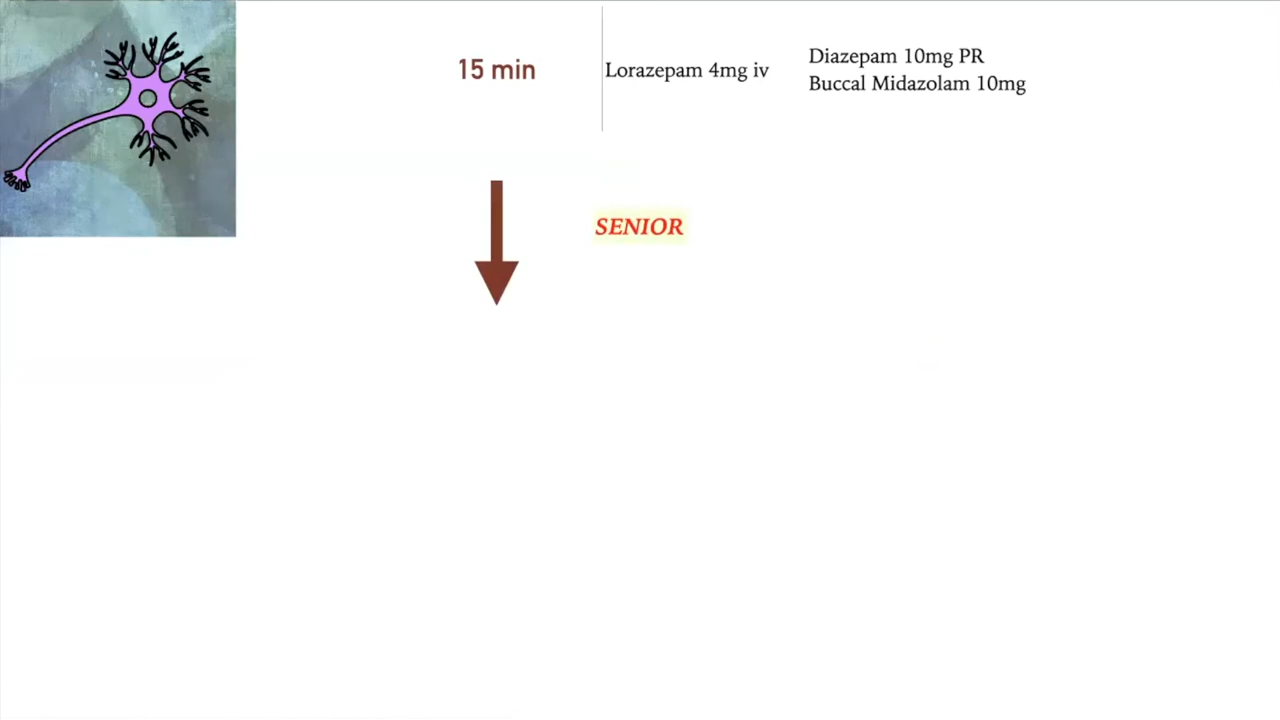 15 min
Lorazepam 4mg iv
Diazepam 10mg PR
Buccal Midazolam 10mg
SENIOR